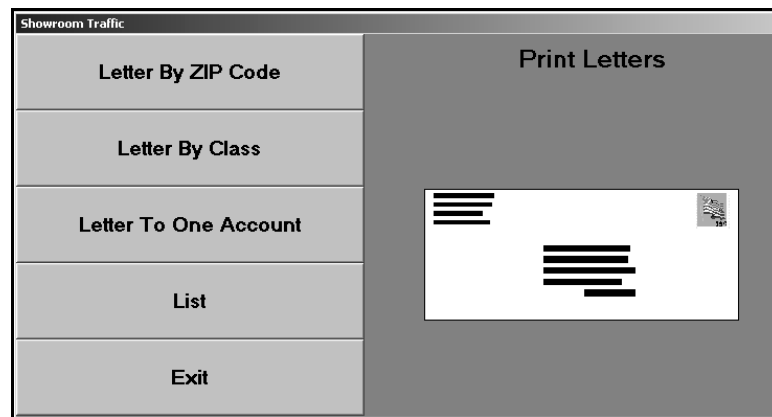 Showroom Traffic
Letter By ZIP Code
Print Letters
Letter By Class
Letter To One Account
List
Exit